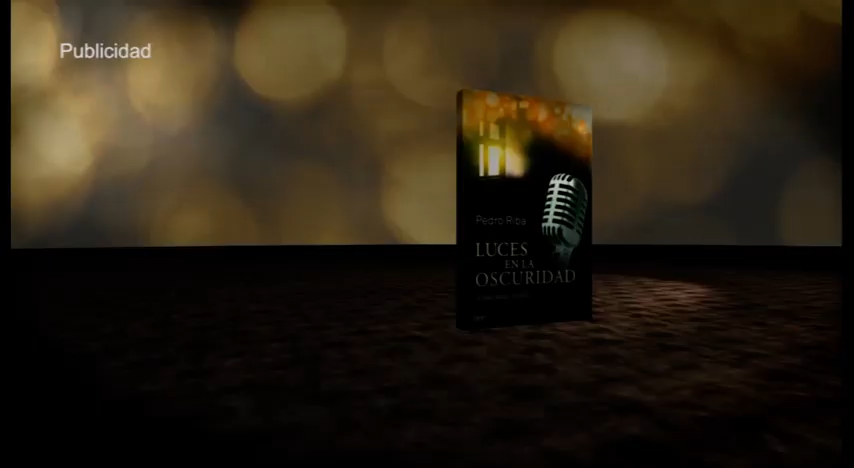 Publicidad
Pedro Riba
LUCES
EN LA
OSCURIDAD